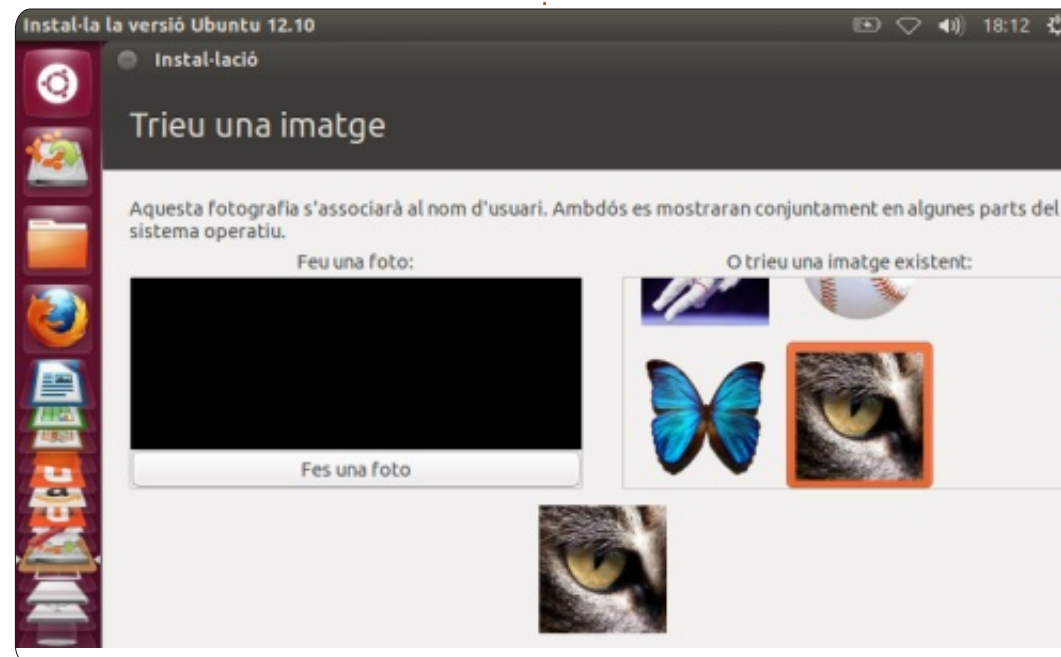 Instal·la la versió Ubuntu 12.10
18:12
Instal·lació
Trieu una imatge
Aquesta fotografia s'associarà al nom d'usuari. Ambdós es mostraran conjuntament en algunes parts del
sistema operatiu.
Feu una foto:
O trieu una imatge existent:
Fes una foto